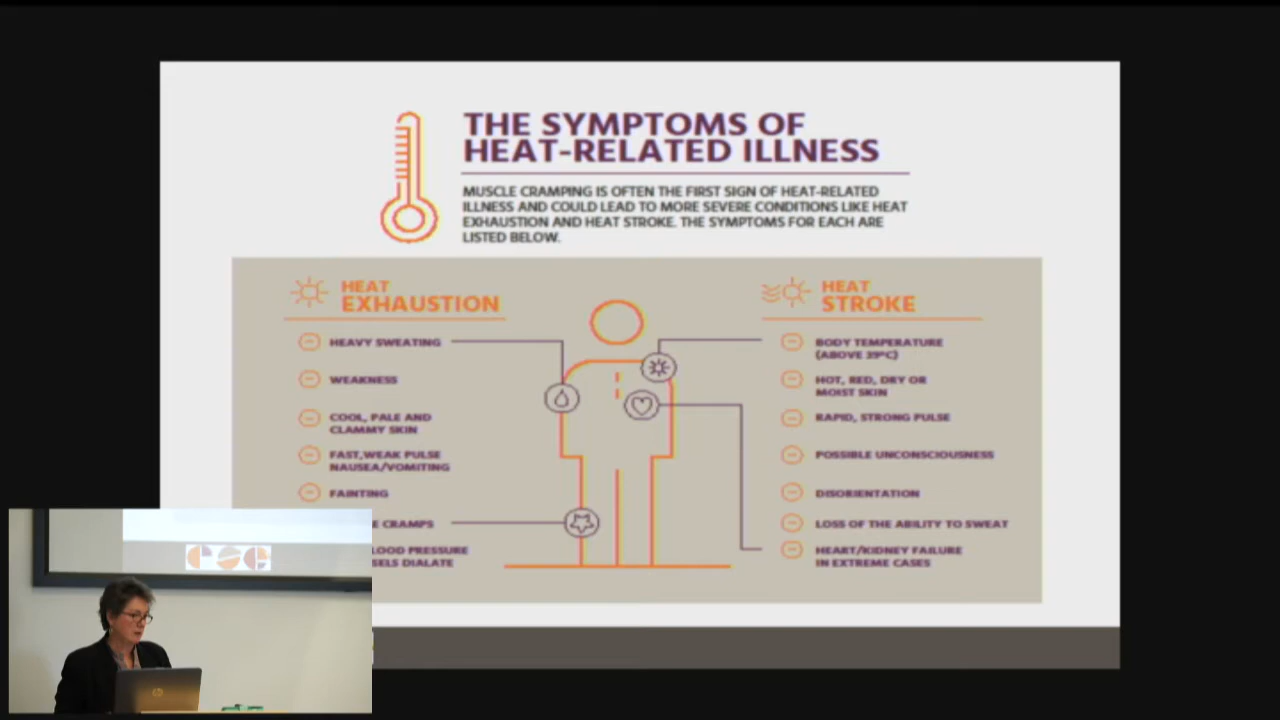 THE SYMPTOMS OF
HEAT-RELATED ILLNESS
MUSCLE CRAMPING IS OFTEN THE FIRST SIGN OF HEAT-RELATED
ILLNESS AND COULD LEAD TO MORE SEVERE CONDITIONS LIKE HEAT
EXHAUSTION AND HEAT STROKE. THE SYMPTOMS FOR EACH ARE
LISTED BELOW.
HEAT
EXHAUSTION
HEAVY SWEATING
WEAKNESS
COOL, PALE AND
CLAMMY SKIN
FAST,WEAK PULSE
NAUSEA/VOMITING
FAINTING
CRAMPS
PRESSURE
DIALATE
HEAT
STROKE
BODY TEMPERATURE
(ABOVE 39ºC)
HOT, RED, DRY OR
MOIST SKIN
RAPID, STRONG PULSE
POSSIBLE UNCONSCIOUSNESS
DISORIENTATION
LOSS OF THE ABILITY TO SWEAT
HEART/KIDNEY FAILURE
IN EXTREME CASES
hp